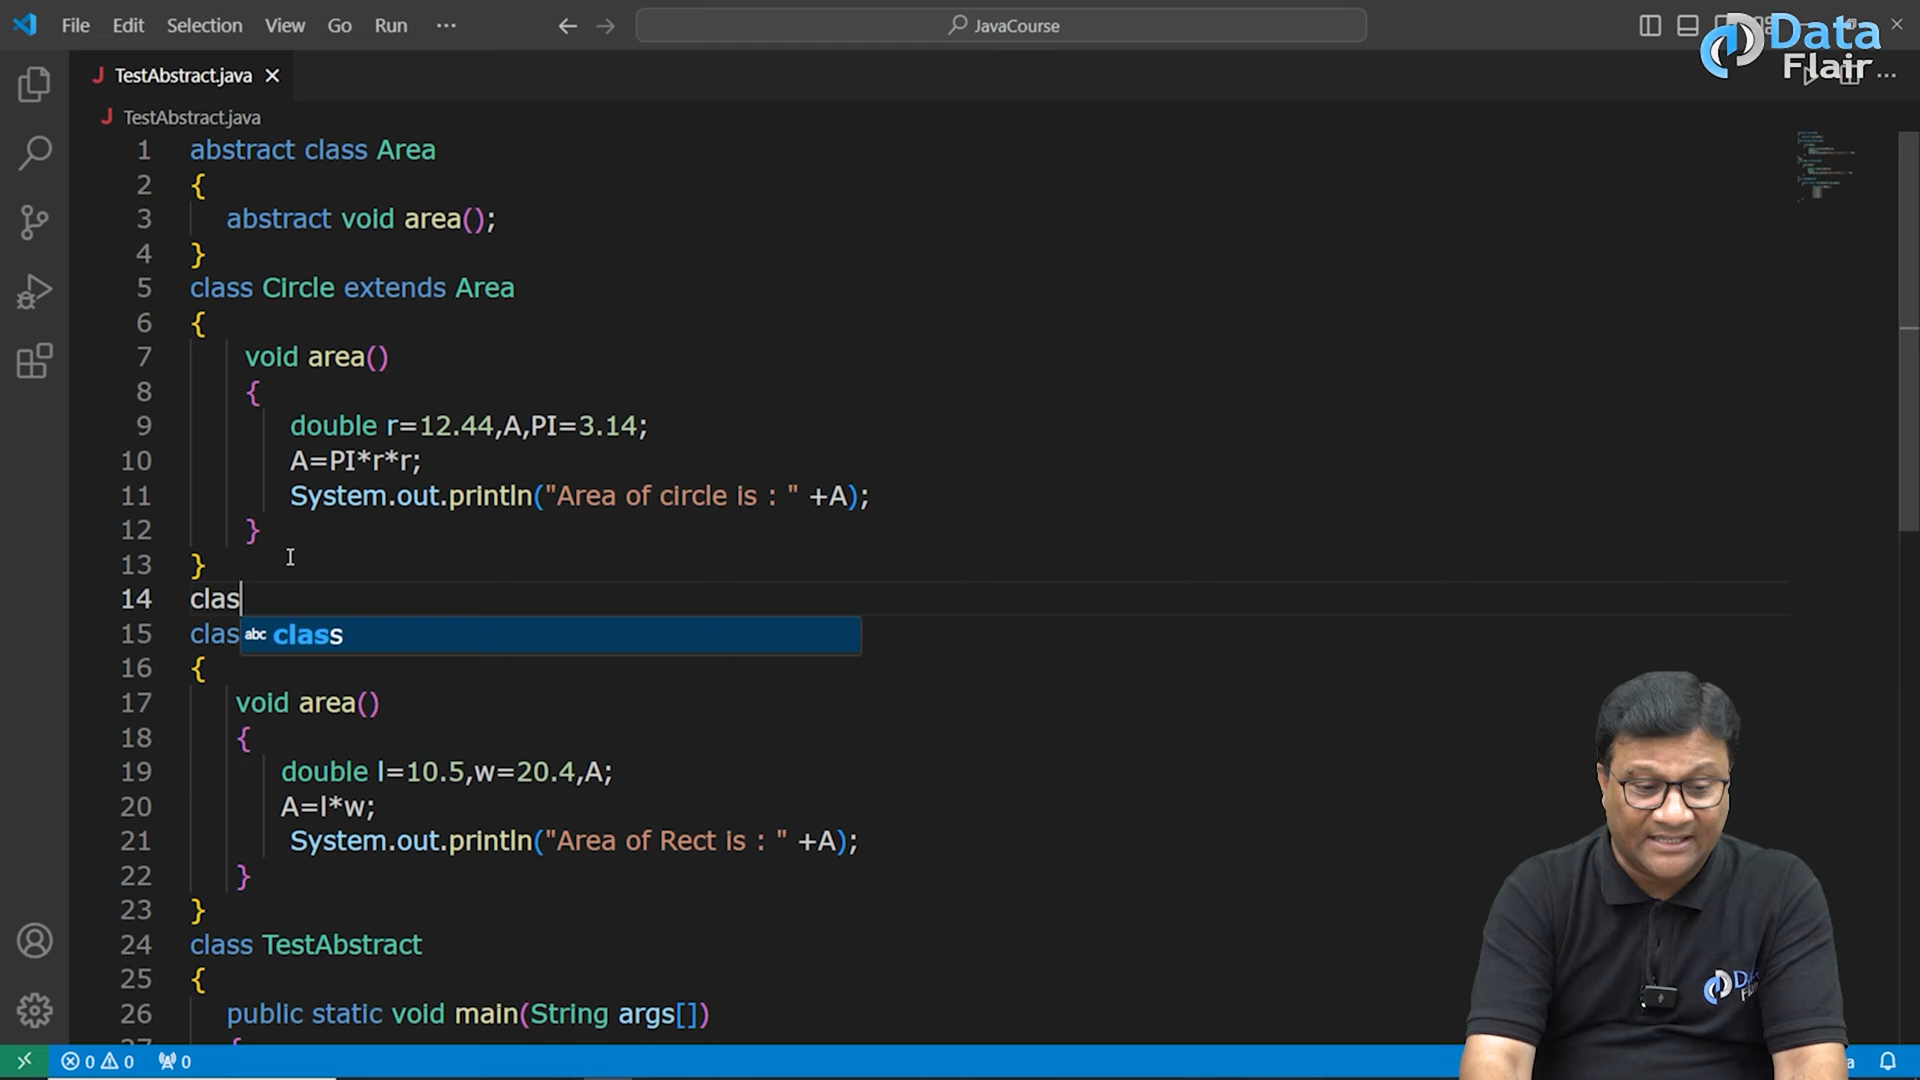 File Edit Selection View Go Run ... JavaCourse
Data
Flair
J TestAbstract.java
J TestAbstract.java
1 abstract class Area
2 {
3 abstract void area();
4 }
5 class Circle extends Area
6 {
7 void area()
8 {
9 double r=12.44,A,PI=3.14;
10 A=PI*r*r;
11 System.out.println("Area of circle is : " +A);
12 }
13 }
14 clas
15 clas abc class
16 {
17 void area()
18 {
19 double l=10.5,w=20.4,A;
20 A=l*w;
21 System.out.println("Area of Rect is : " +A);
22 }
23 }
24 class TestAbstract
25 {
26 public static void main(String args[])
{
0 0 0